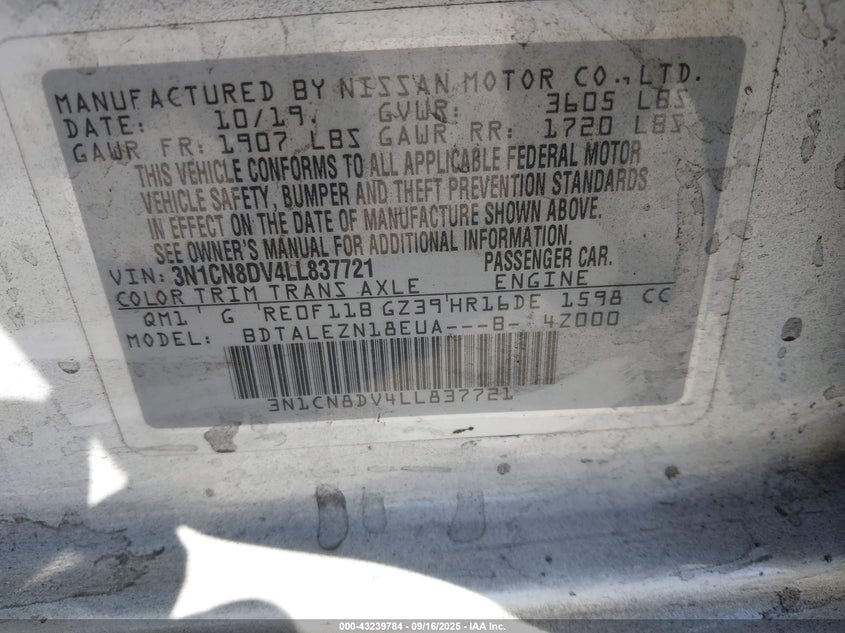 MANUFACTURED BY NISSAN MOTOR CO., LTD.
DATE: 10/19. GVWR: 3605 LBS
GAWR FR: 1907 LBS GAWR RR: 1720 LBS
THIS VEHICLE CONFORMS TO ALL APPLICABLE FEDERAL MOTOR
VEHICLE SAFETY, BUMPER AND THEFT PREVENTION STANDARDS
IN EFFECT ON THE DATE OF MANUFACTURE SHOWN ABOVE.
SEE OWNER'S MANUAL FOR ADDITIONAL INFORMATION.
VIN: 3N1CN8DV4LL837721 PASSENGER CAR.
COLOR TRIM TRANS AXLE ENGINE
QM1 G RE0F11B GZ39 HR16DE 1598 CC
MODEL: BDTALEZN18EUA---B- 4Z000
3N1CN8DV4LL837721
000-43239784 - 09/16/2025 - IAA Inc.